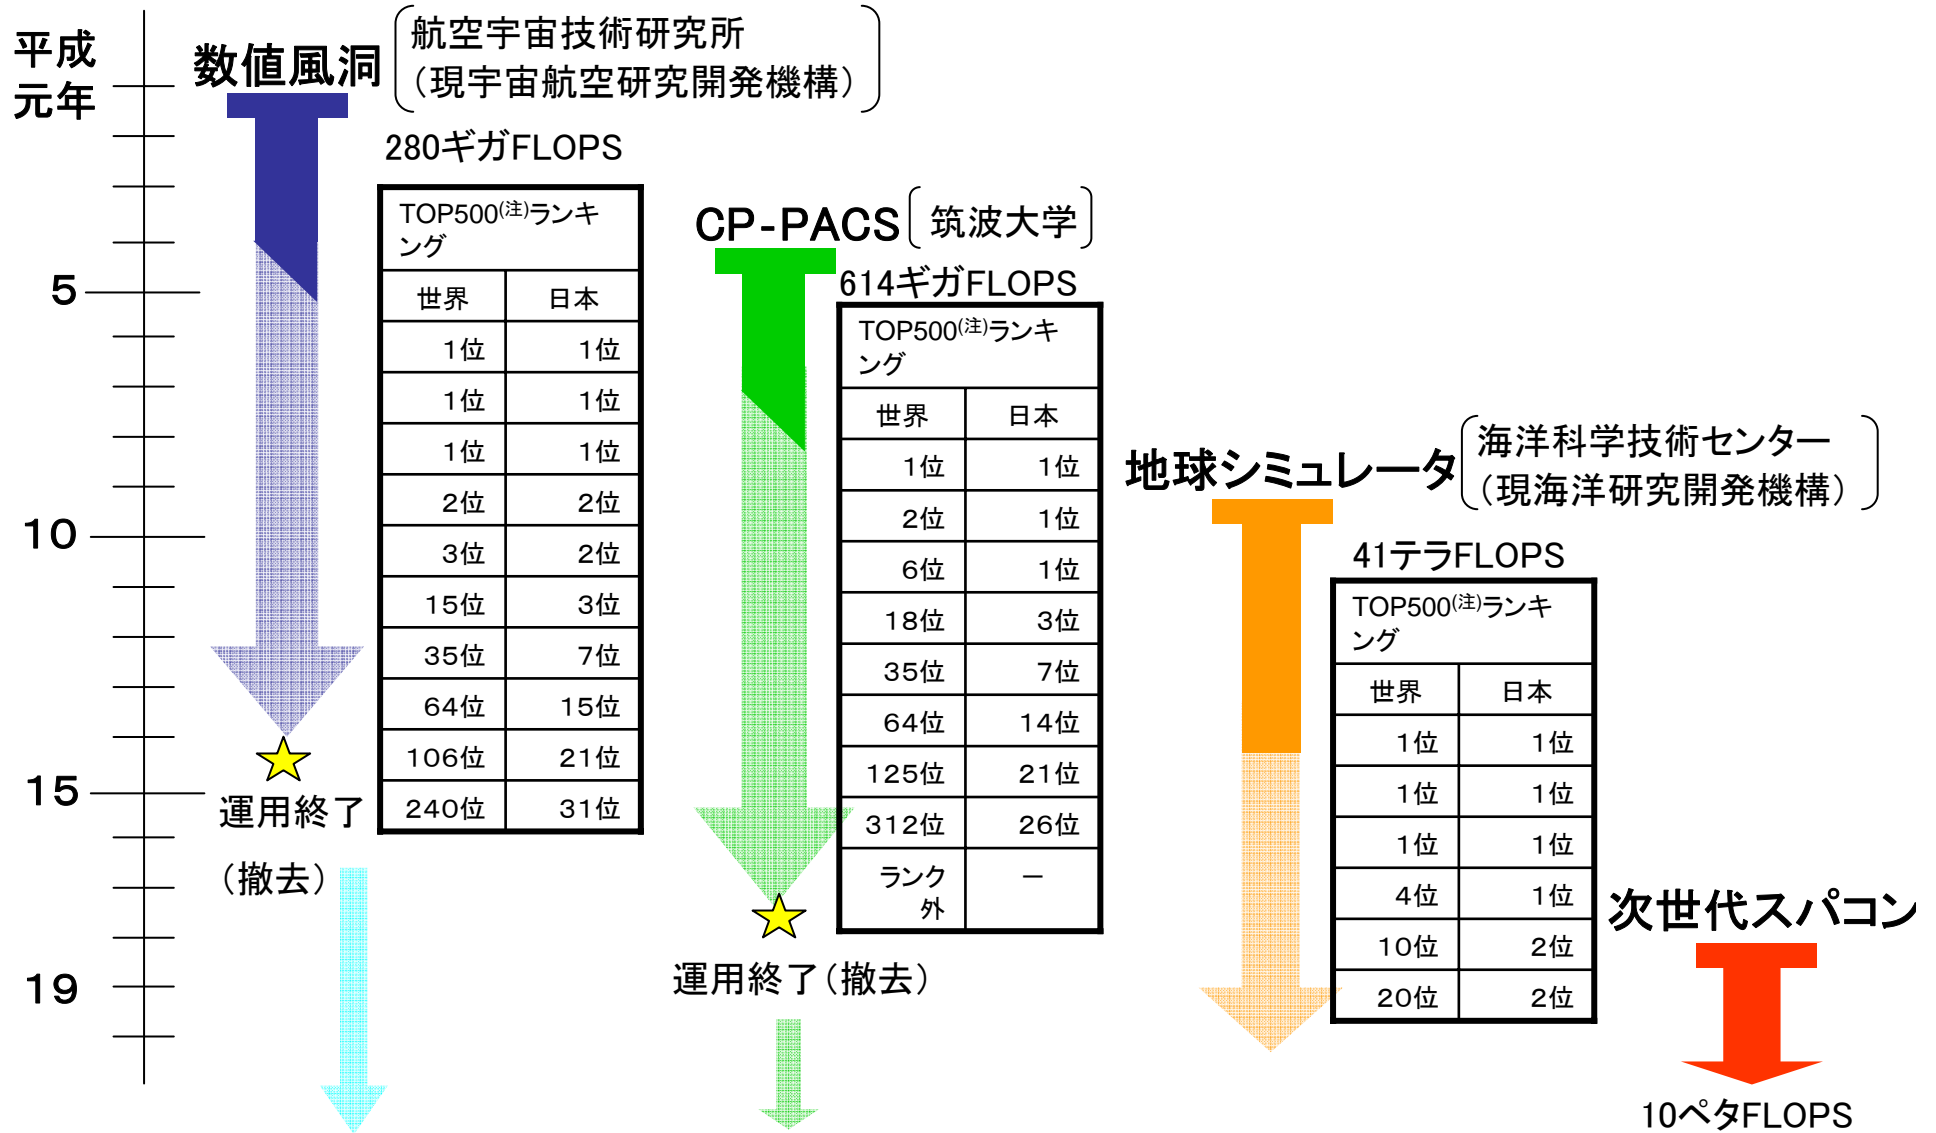 平成
元年
5
10
15
19
数値風洞
航空宇宙技術研究所
（現宇宙航空研究開発機構）
280ギガFLOPS
TOP500(注)ランキ
ング
世界 日本
1位 1位
1位 1位
1位 1位
2位 2位
3位 2位
15位 3位
35位 7位
64位 15位
106位 21位
240位 31位
運用終了
（撤去）
CP-PACS
筑波大学
614ギガFLOPS
TOP500(注)ランキ
ング
世界 日本
1位 1位
2位 1位
6位 1位
18位 3位
35位 7位
64位 14位
125位 21位
312位 26位
ランク －
外
運用終了（撤去）
地球シミュレータ
海洋科学技術センター
（現海洋研究開発機構）
41テラFLOPS
TOP500(注)ランキ
ング
世界 日本
1位 1位
1位 1位
1位 1位
4位 1位
10位 2位
20位 2位
次世代スパコン
10ペタFLOPS